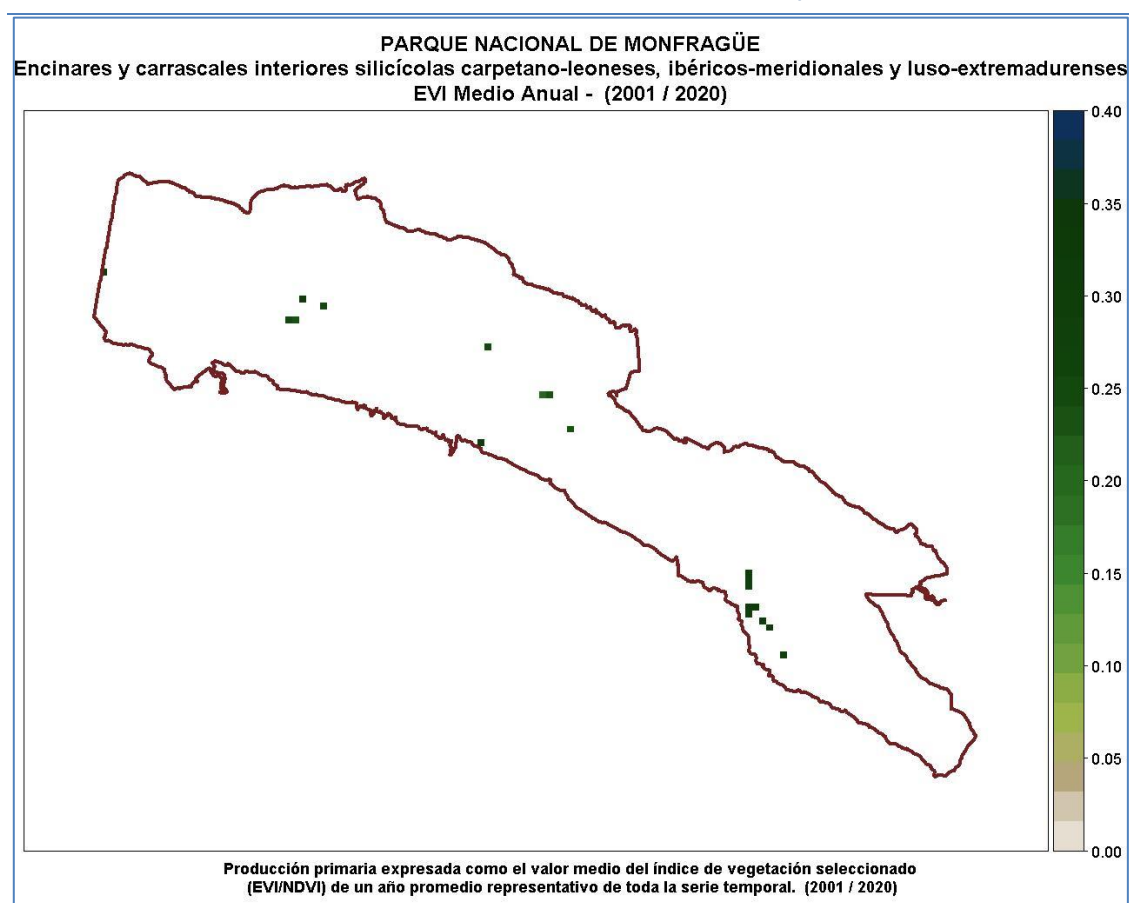 PARQUE NACIONAL DE MONFRAGÜE
Encinares y carrascales interiores silicícolas carpetano-leoneses, ibéricos-meridionales y luso-extremadurenses
EVI Medio Anual - (2001 / 2020)
0.40
0.35
0.30
0.25
0.20
0.15
0.10
0.05
0.00
Producción primaria expresada como el valor medio del índice de vegetación seleccionado
(EVI/NDVI) de un año promedio representativo de toda la serie temporal. (2001 / 2020)